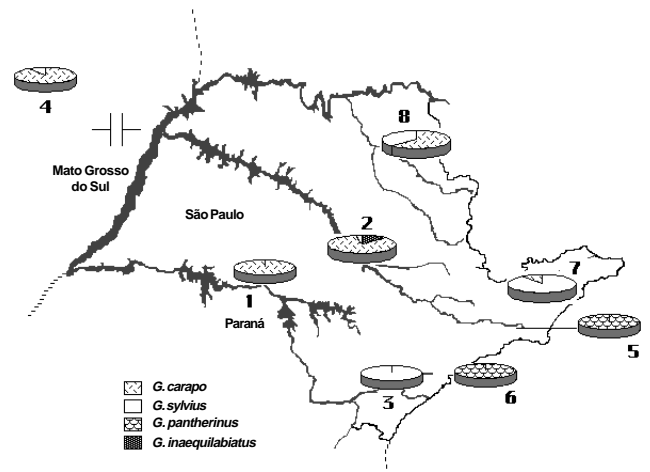 4
8
Mato Grosso
do Sul
São Paulo
2
7
1
Paraná
5
3
6
G. carapo
G. sylvius
G. pantherinus
G. inaequilabiatus